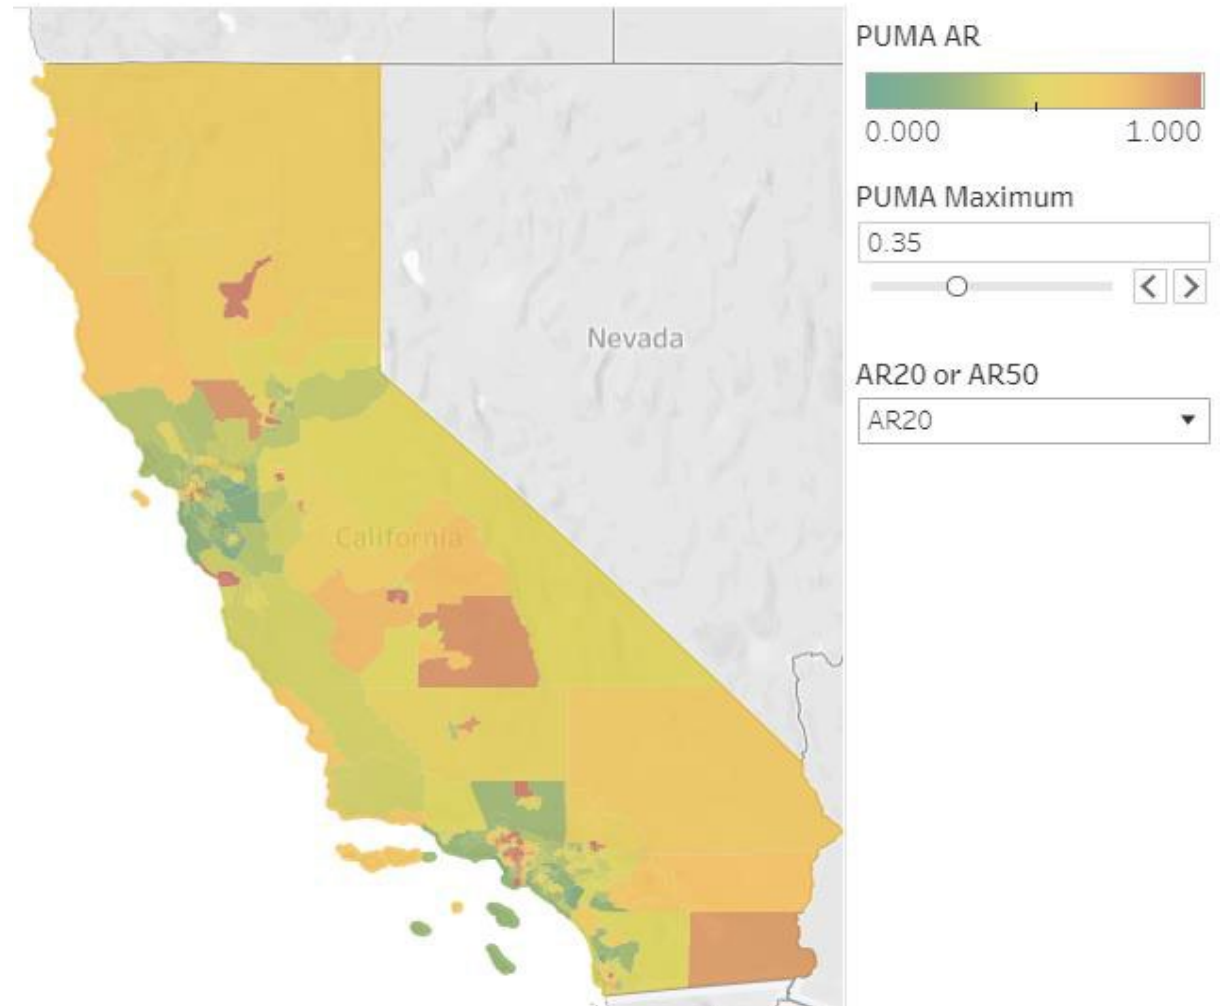 PUMA AR
0.000 1.000
PUMA Maximum
0.35
Nevada
AR20 or AR50
AR20
California